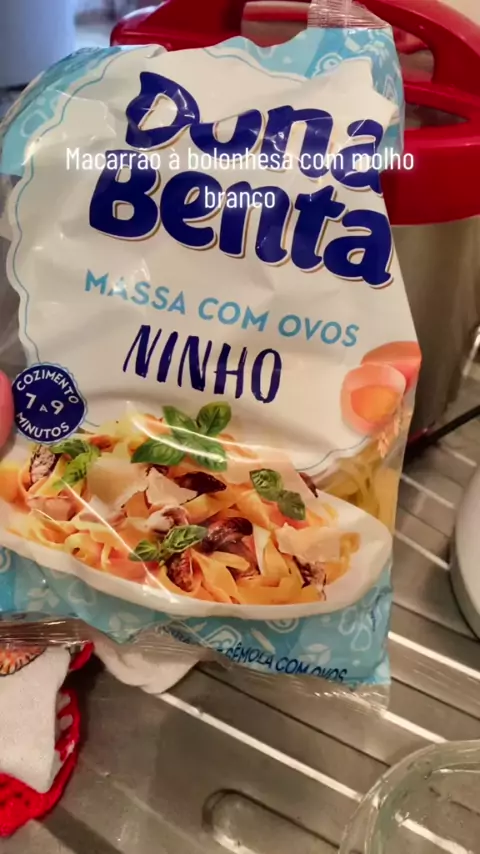 Dona
Macarrão à bolonhesa com molho
branco
Benta
MASSA COM OVOS
NINHO
COZIMENTO
7 A 9
MINUTOS
SÊMOLA COM OVOS